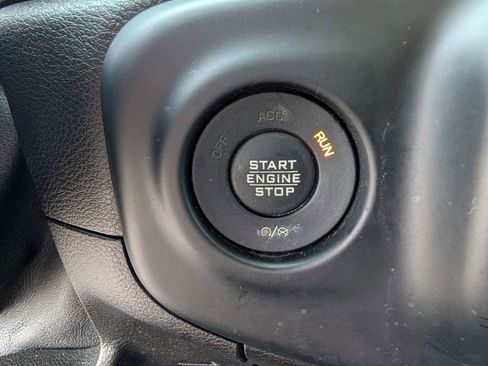 OFF
ACC
RUN
START
ENGINE
STOP